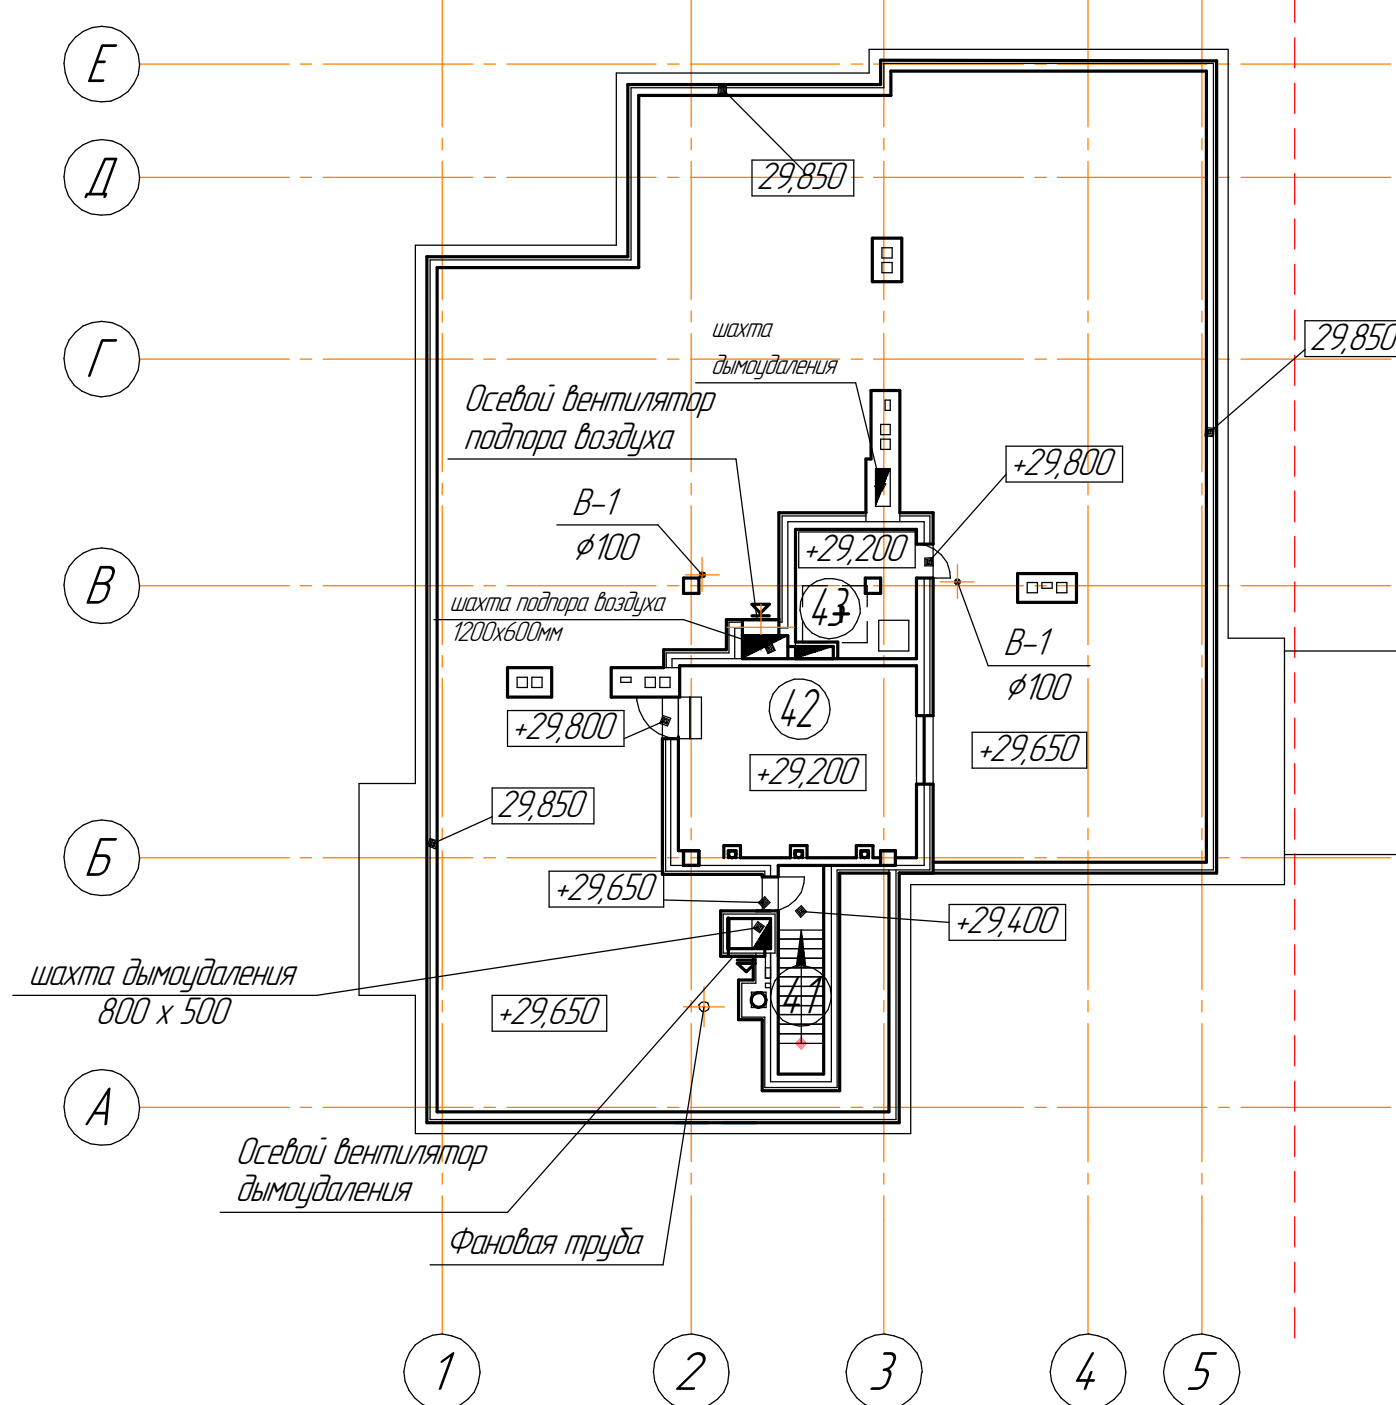 Е
Д
29,850
Г
шахта
дымоудаления
29,850
Осевой вентилятор
подпора воздуха
+29,800
В-1
ϕ100
+29,200
В
шахта подпора воздуха
1200х600мм
43
В-1
ϕ100
42
+29,800
+29,650
+29,200
29,850
Б
+29,650
+29,400
шахта дымоудаления
800 х 500
41
+29,650
А
Осевой вентилятор
дымоудаления
Фановая труба
1
2
3
4
5